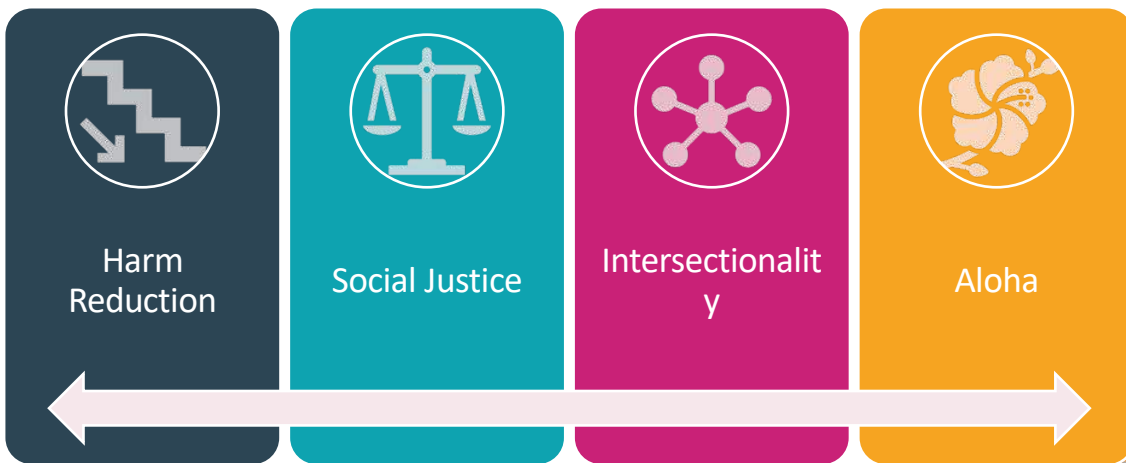 Harm
Reduction
Social Justice
Intersectionalit
y
Aloha